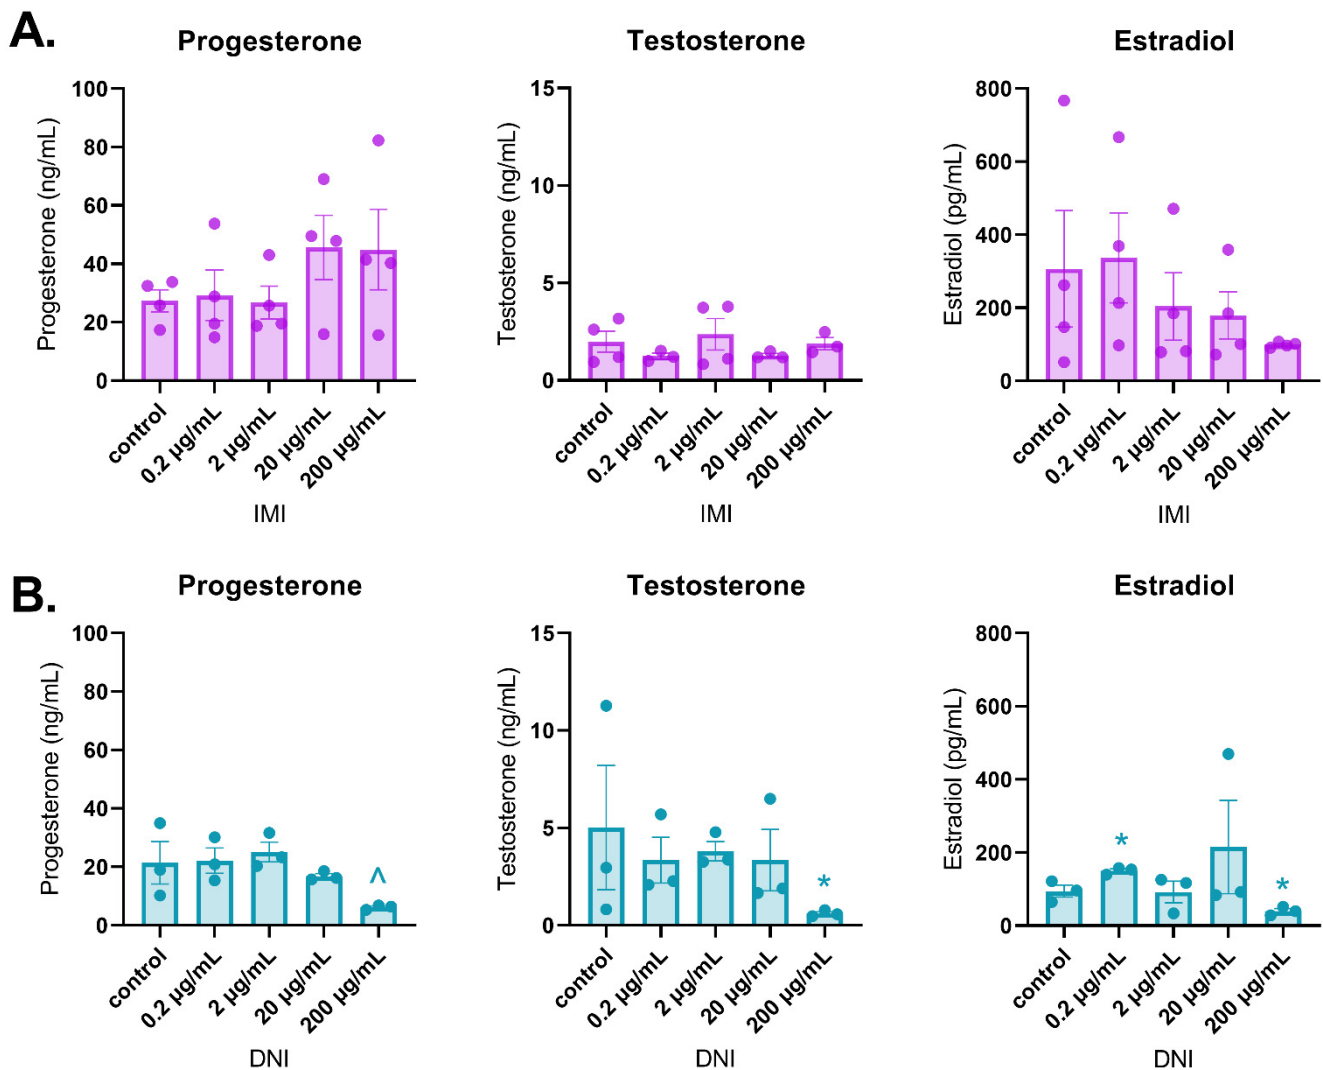 A.
Progesterone
Testosterone
Estradiol
Progesterone (ng/mL)
100
80
60
40
20
0
control
0.2 µg/mL
2 µg/mL
20 µg/mL
200 µg/mL
IMI
Testosterone (ng/mL)
15
10
5
0
control
0.2 µg/mL
2 µg/mL
20 µg/mL
200 µg/mL
IMI
Estradiol (pg/mL)
800
600
400
200
0
control
0.2 µg/mL
2 µg/mL
20 µg/mL
200 µg/mL
IMI
B.
Progesterone
Testosterone
Estradiol
Progesterone (ng/mL)
100
80
60
40
20
0
^
control
0.2 µg/mL
2 µg/mL
20 µg/mL
200 µg/mL
DNI
Testosterone (ng/mL)
15
10
5
0
*
control
0.2 µg/mL
2 µg/mL
20 µg/mL
200 µg/mL
DNI
Estradiol (pg/mL)
800
600
400
200
0
*
*
control
0.2 µg/mL
2 µg/mL
20 µg/mL
200 µg/mL
DNI